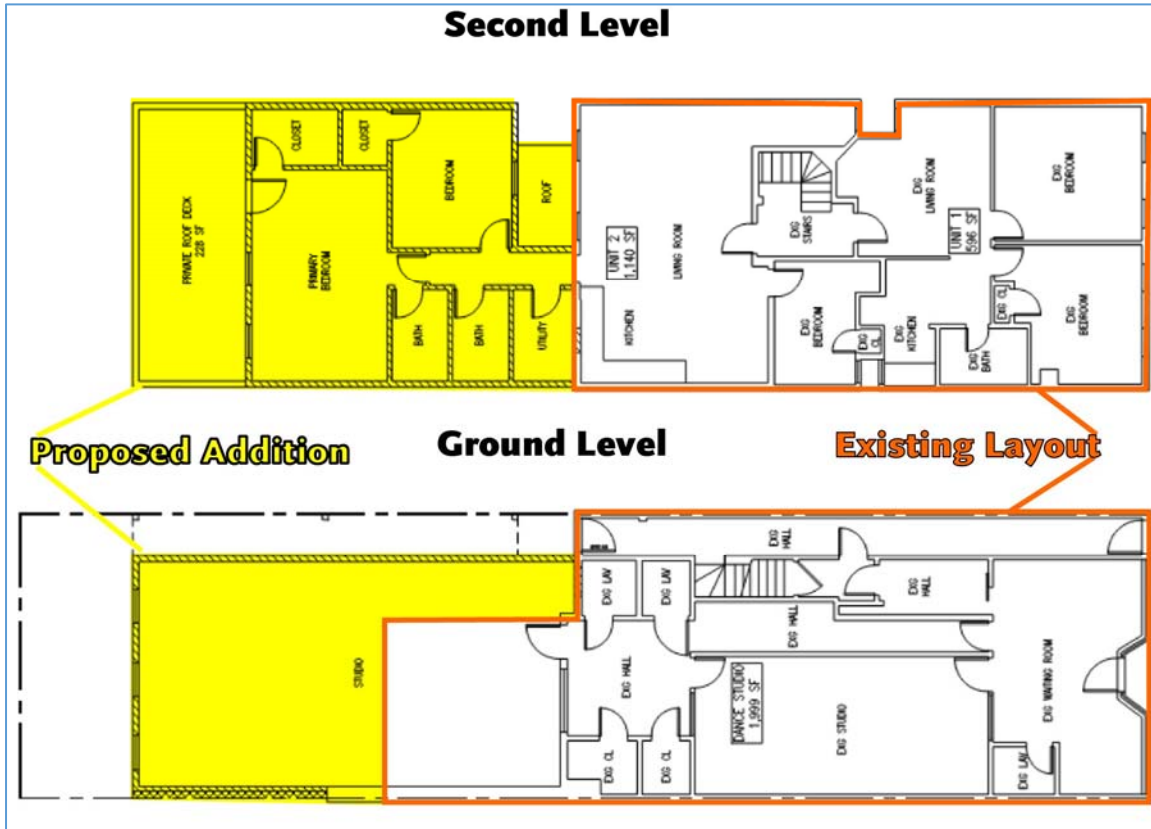 Second Level
PRIVATE ROOF DECK
228 SF
CLOSET
CLOSET
PRIMARY
BEDROOM
BEDROOM
ROOF
BATH
BATH
UTILITY
UNIT 2
1,140 SF
LIVING ROOM
KITCHEN
EXG
STAIRS
EXG
BEDROOM
EXG
CL
EXG
LIVING ROOM
UNIT 1
596 SF
EXG
KITCHEN
EXG CL
EXG
BATH
EXG
BEDROOM
EXG
BEDROOM
Proposed Addition
Ground Level
Existing Layout
STUDIO
EXG HALL
EXG LAV
EXG LAV
EXG HALL
EXG
HALL
EXG HALL
EXG CL
EXG CL
DANCE STUDIO
1,999 SF
EXG STUDIO
EXG WAITING ROOM
EXG LAV